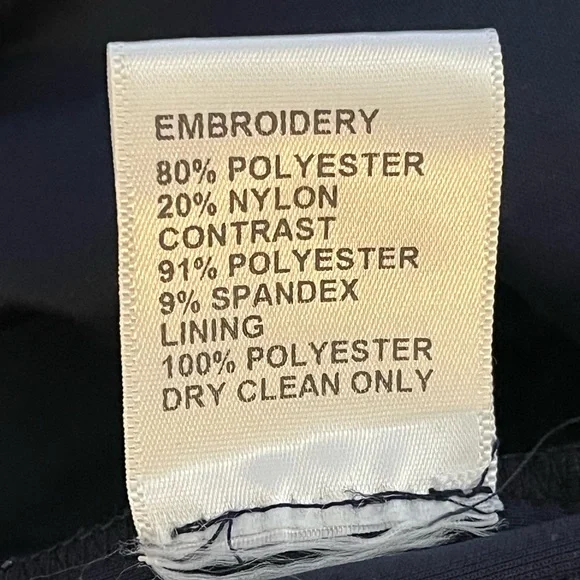 EMBROIDERY
80% POLYESTER
20% NYLON
CONTRAST
91% POLYESTER
9% SPANDEX
LINING
100% POLYESTER
DRY CLEAN ONLY